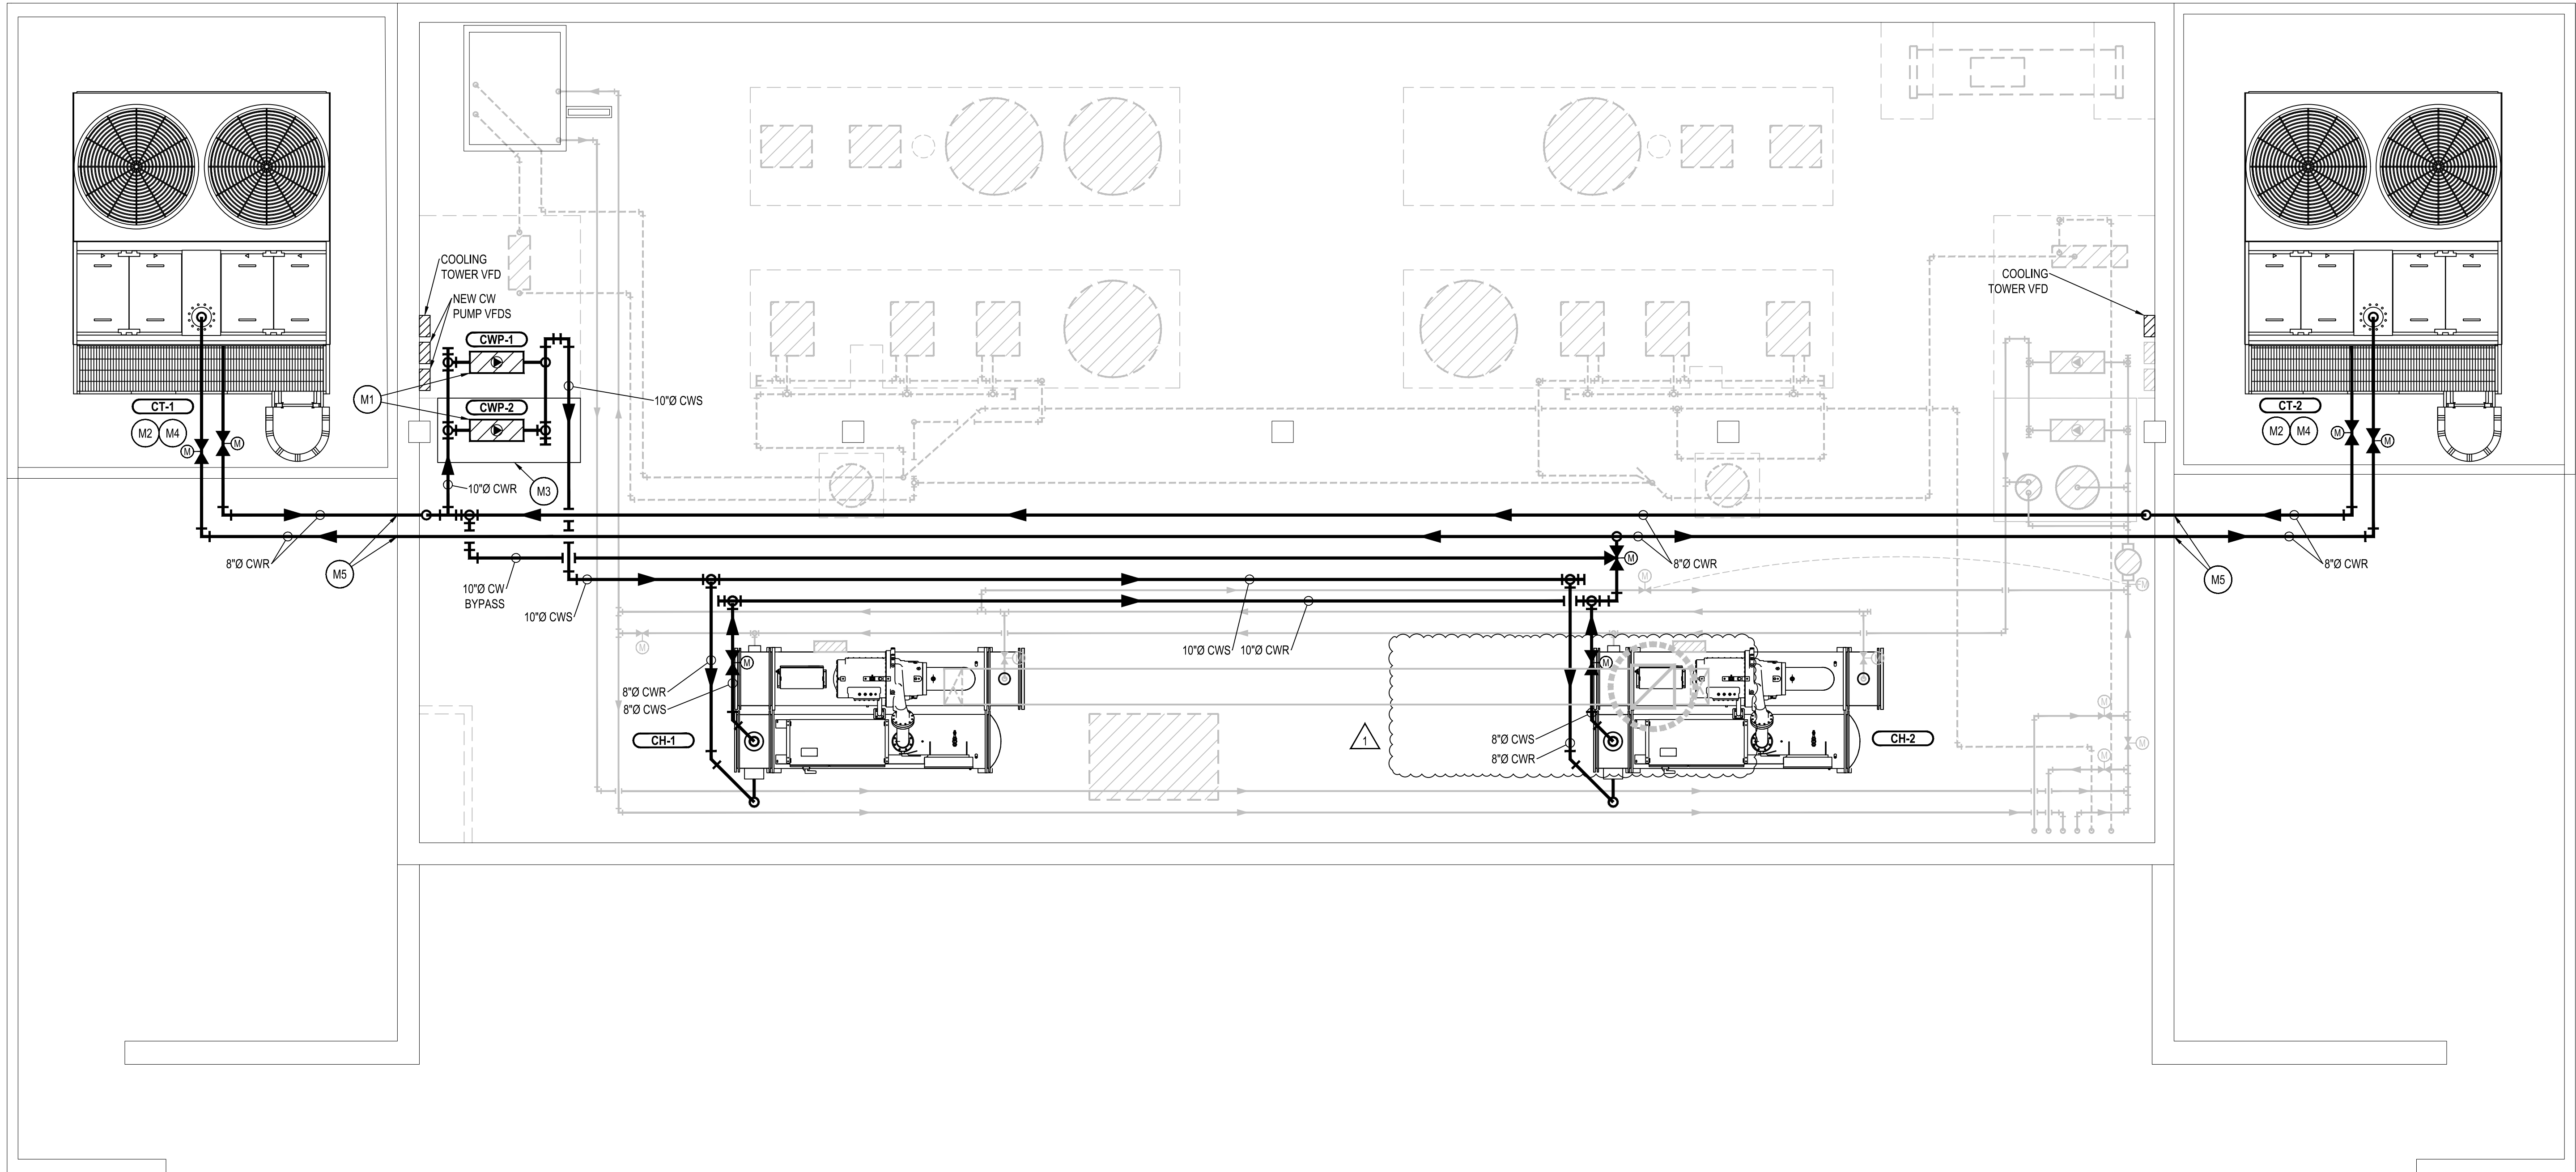 COOLING
TOWER VFD
NEW CW
PUMP VFDS
CWP-1
M1
10"Ø CWS
CWP-2
CT-1
M2
M4
M
M
10"Ø CWR
M3
8"Ø CWR
M5
10"Ø CW
BYPASS
10"Ø CWS
COOLING
TOWER VFD
CT-2
M2
M4
M
M
M
8"Ø CWR
8"Ø CWR
M5
M
M
M
10"Ø CWS
10"Ø CWR
M
M
M
M
M
8"Ø CWR
8"Ø CWS
CH-1
1
8"Ø CWS
8"Ø CWR
CH-2
M
M
M